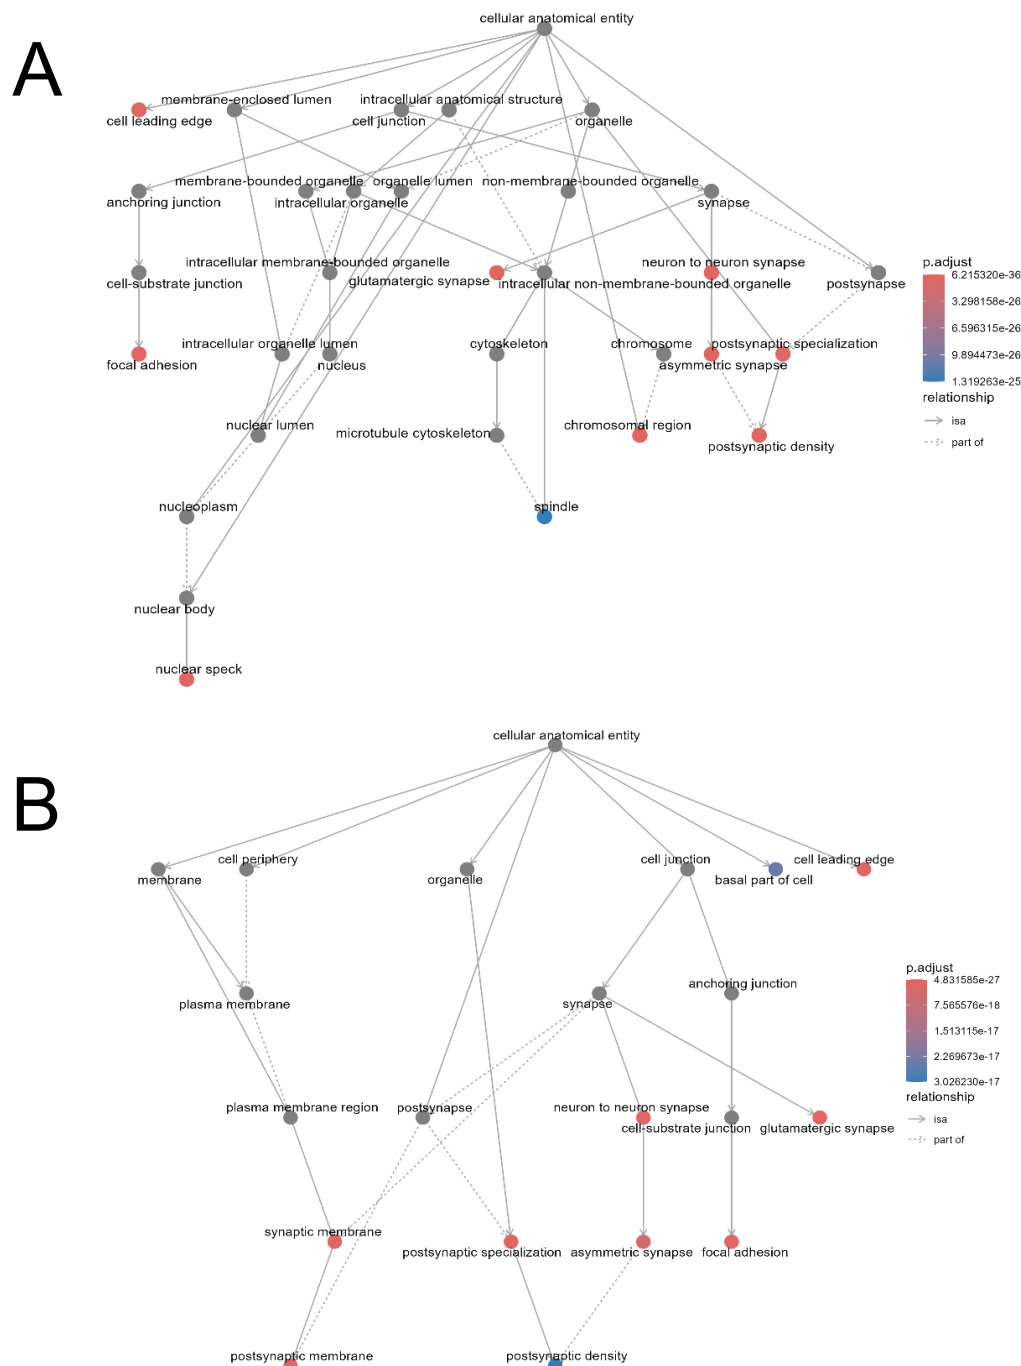 A
cellular anatomical entity
membrane-enclosed lumen
intracellular anatomical structure
cell leading edge
cell junction
organelle
membrane-bounded organelle
organelle lumen
non-membrane-bounded organelle
anchoring junction
intracellular organelle
synapse
intracellular membrane-bounded organelle
neuron to neuron synapse
cell-substrate junction
glutamatergic synapse
intracellular non-membrane-bounded organelle
postsynapse
intracellular organelle lumen
cytoskeleton
chromosome
postsynaptic specialization
focal adhesion
nucleus
asymmetric synapse
nuclear lumen
microtubule cytoskeleton
chromosomal region
postsynaptic density
nucleoplasm
spindle
nuclear body
nuclear speck
p.adjust
6.215320e-36
3.298158e-26
6.596315e-26
9.894473e-26
1.319263e-25
relationship
isa
part of
B
cellular anatomical entity
cell periphery
cell junction
cell leading edge
membrane
organelle
basal part of cell
anchoring junction
plasma membrane
synapse
plasma membrane region
postsynapse
neuron to neuron synapse
cell-substrate junction
glutamatergic synapse
synaptic membrane
postsynaptic specialization
asymmetric synapse
focal adhesion
postsynaptic membrane
postsynaptic density
p.adjust
4.831585e-27
7.565576e-18
1.513115e-17
2.269673e-17
3.026230e-17
relationship
isa
part of